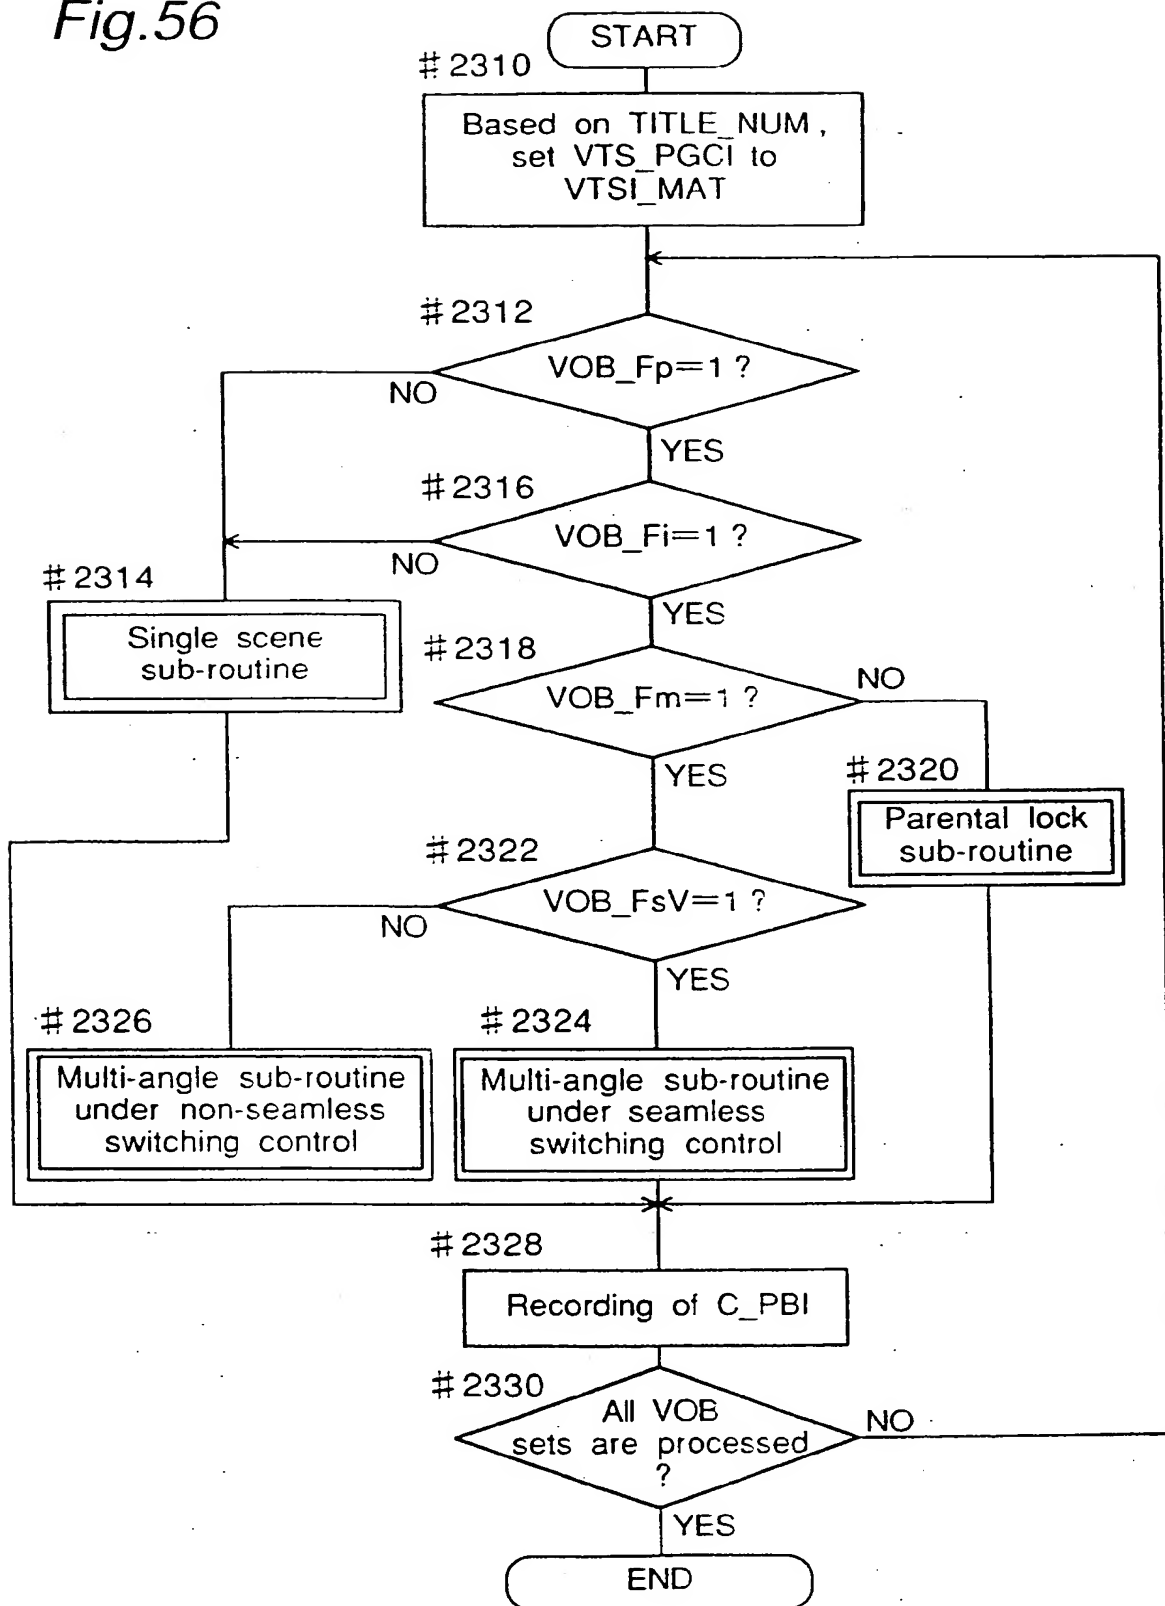 Fig.56
START
#2310
Based on TITLE_NUM,
set VTS_PGCI to
VTSI_MAT
#2312
VOB_Fp=1 ?
NO
YES
#2316
VOB_Fi=1 ?
NO
YES
#2314
Single scene
sub-routine
#2318
VOB_Fm=1 ?
NO
YES
#2320
Parental lock
sub-routine
#2322
VOB_FsV=1 ?
NO
YES
#2326
Multi-angle sub-routine
under non-seamless
switching control
#2324
Multi-angle sub-routine
under seamless
switching control
#2328
Recording of C_PBI
#2330
All VOB
sets are processed
?
NO
YES
END